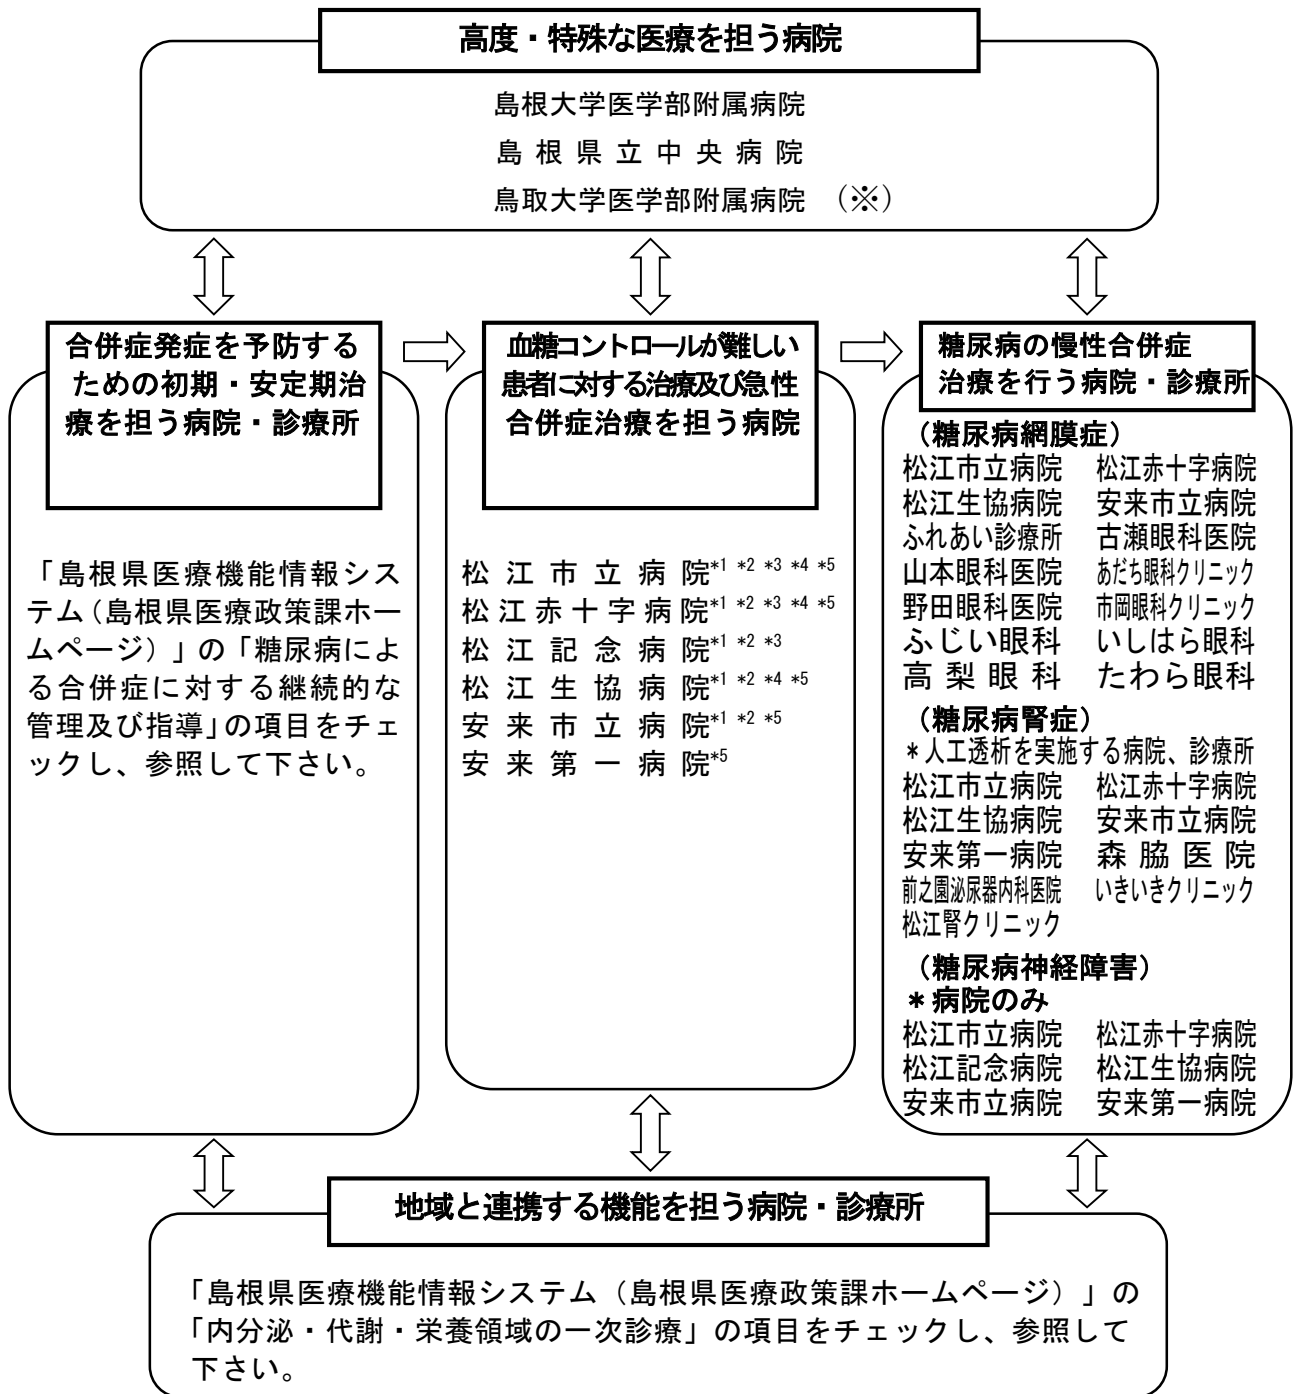 高度・特殊な医療を担う病院
島根大学医学部附属病院
島根県立中央病院
鳥取大学医学部附属病院　（※）
合併症発症を予防する
ための初期・安定期治
療を担う病院・診療所
「島根県医療機能情報シス
テム（島根県医療政策課ホー
ムページ）」の「糖尿病によ
る合併症に対する継続的な
管理及び指導」の項目をチェ
ックし、参照して下さい。
血糖コントロールが難しい
患者に対する治療及び急性
合併症治療を担う病院
松江市立病院*1 *2 *3 *4 *5
松江赤十字病院*1 *2 *3 *4 *5
松江記念病院*1 *2 *3
松江生協病院*1 *2 *4 *5
安来市立病院*1 *2 *5
安来第一病院*5
糖尿病の慢性合併症
治療を行う病院・診療所
（糖尿病網膜症）
松江市立病院　松江赤十字病院
松江生協病院　安来市立病院
ふれあい診療所　古瀬眼科医院
山本眼科医院　あだち眼科クリニック
野田眼科医院　市岡眼科クリニック
ふじい眼科　いしはら眼科
高梨眼科　たわら眼科
（糖尿病腎症）
＊人工透析を実施する病院、診療所
松江市立病院　松江赤十字病院
松江生協病院　安来市立病院
安来第一病院　森脇医院
前之園泌尿器内科医院　いきいきクリニック
松江腎クリニック
（糖尿病神経障害）
＊病院のみ
松江市立病院　松江赤十字病院
松江記念病院　松江生協病院
安来市立病院　安来第一病院
地域と連携する機能を担う病院・診療所
「島根県医療機能情報システム（島根県医療政策課ホームページ）」の
「内分泌・代謝・栄養領域の一次診療」の項目をチェックし、参照して
下さい。